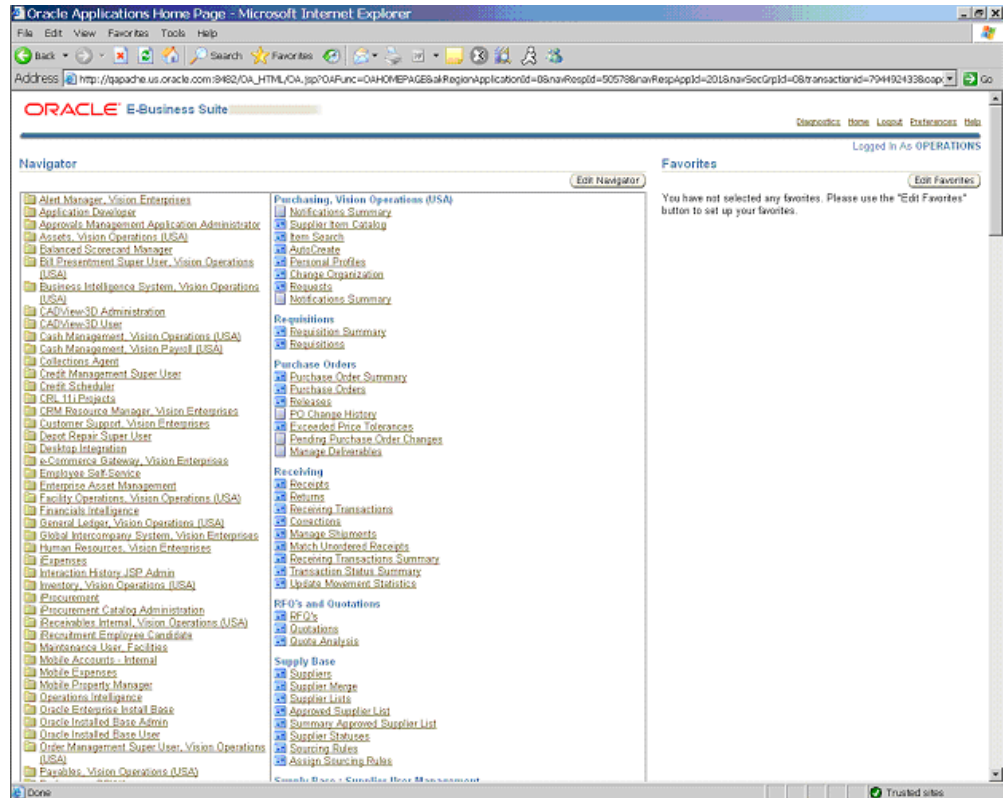 Oracle Applications Home Page - Microsoft Internet Explorer
File Edit View Favorites Tools Help
Back Search Favorites
Address http://qapache.us.oracle.com:8482/OA_HTML/OA.jsp?OAFunc=OAHOMEPAGE&akRegionApplicationId=0&navRespId=50578&navRespAppId=201&navSecGrpId=0&transactionid=794492433&oap Go
ORACLE E-Business Suite
Diagnostics Home Logout Preferences Help
Logged In As OPERATIONS
Navigator
Edit Navigator
Alert Manager, Vision Enterprises
Application Developer
Approvals Management Application Administrator
Assets, Vision Operations (USA)
Balanced Scorecard Manager
Bill Presentment Super User, Vision Operations
(USA)
Business Intelligence System, Vision Operations
(USA)
CADView-3D Administration
CADView-3D User
Cash Management, Vision Operations (USA)
Cash Management, Vision Payroll (USA)
Collections Agent
Credit Management Super User
Credit Scheduler
CRL 11i Projects
CRM Resource Manager, Vision Enterprises
Customer Support, Vision Enterprises
Depot Repair Super User
Desktop Integration
e-Commerce Gateway, Vision Enterprises
Employee Self-Service
Enterprise Asset Management
Facility Operations, Vision Operations (USA)
Financials Intelligence
General Ledger, Vision Operations (USA)
Global Intercompany System, Vision Enterprises
Human Resources, Vision Enterprises
iExpenses
Interaction History JSP Admin
Inventory, Vision Operations (USA)
iProcurement
iProcurement Catalog Administration
iReceivables Internal, Vision Operations (USA)
iRecruitment Employee Candidate
Maintenance User, Facilities
Mobile Accounts - Internal
Mobile Expenses
Mobile Property Manager
Operations Intelligence
Oracle Enterprise Install Base
Oracle Installed Base Admin
Oracle Installed Base User
Order Management Super User, Vision Operations
(USA)
Payables, Vision Operations (USA)
Purchasing, Vision Operations (USA)
Notifications Summary
Supplier Item Catalog
Item Search
AutoCreate
Personal Profiles
Change Organization
Requests
Notifications Summary
Requisitions
Requisition Summary
Requisitions
Purchase Orders
Purchase Order Summary
Purchase Orders
Releases
PO Change History
Exceeded Price Tolerances
Pending Purchase Order Changes
Manage Deliverables
Receiving
Receipts
Returns
Receiving Transactions
Corrections
Manage Shipments
Match Unordered Receipts
Receiving Transactions Summary
Transaction Status Summary
Update Movement Statistics
RFQ's and Quotations
RFQ's
Quotations
Quote Analysis
Supply Base
Suppliers
Supplier Merge
Supplier Lists
Approved Supplier List
Summary Approved Supplier List
Supplier Statuses
Sourcing Rules
Assign Sourcing Rules
Supply Base : Supplier User Management
Favorites
Edit Favorites
You have not selected any favorites. Please use the "Edit Favorites"
button to set up your favorites.
Done
Trusted sites